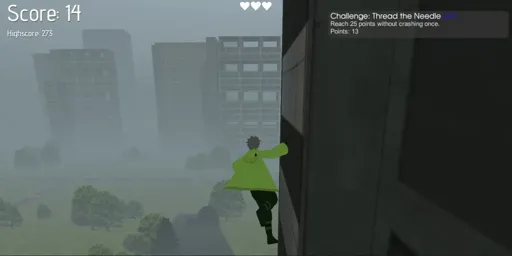 Score: 14
Highscore: 273
Challenge: Thread the Needle
Reach 25 points without crashing once.
Points: 13